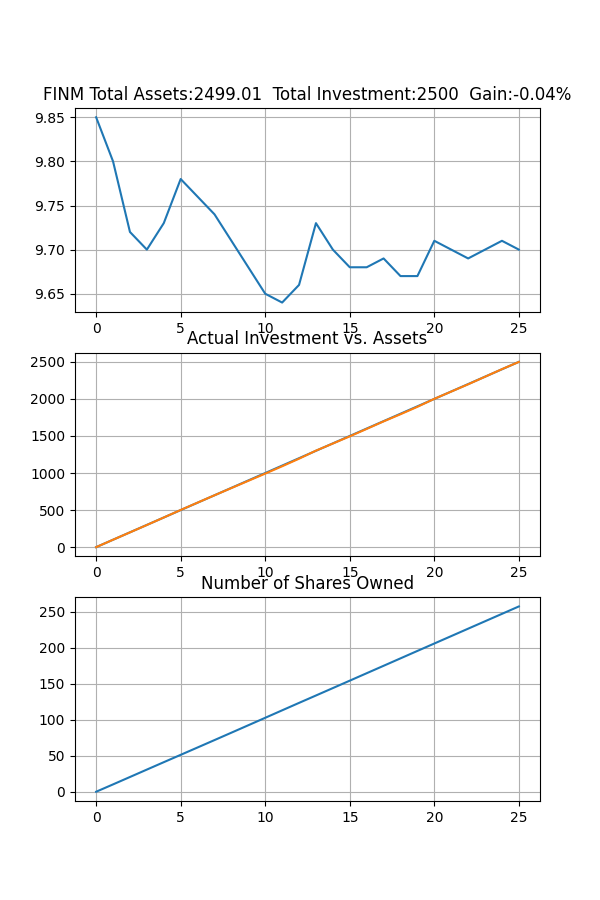 FINM Total Assets:2499.01  Total Investment:2500  Gain:-0.04%
9.85
9.80
9.75
9.70
9.65
0 5 10 15 20 25
Actual Investment vs. Assets
2500
2000
1500
1000
500
0
0 5 10 15 20 25
Number of Shares Owned
250
200
150
100
50
0
0 5 10 15 20 25